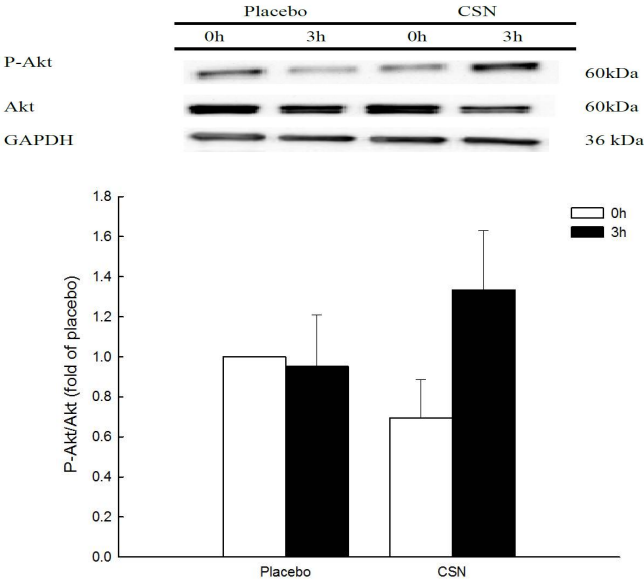 Placebo CSN
0h 3h 0h 3h
P-Akt 60kDa
Akt 60kDa
GAPDH 36 kDa
1.8
1.6
1.4
1.2
1.0
0.8
0.6
0.4
0.2
0.0
P-Akt/Akt (fold of placebo)
0h
3h
Placebo CSN